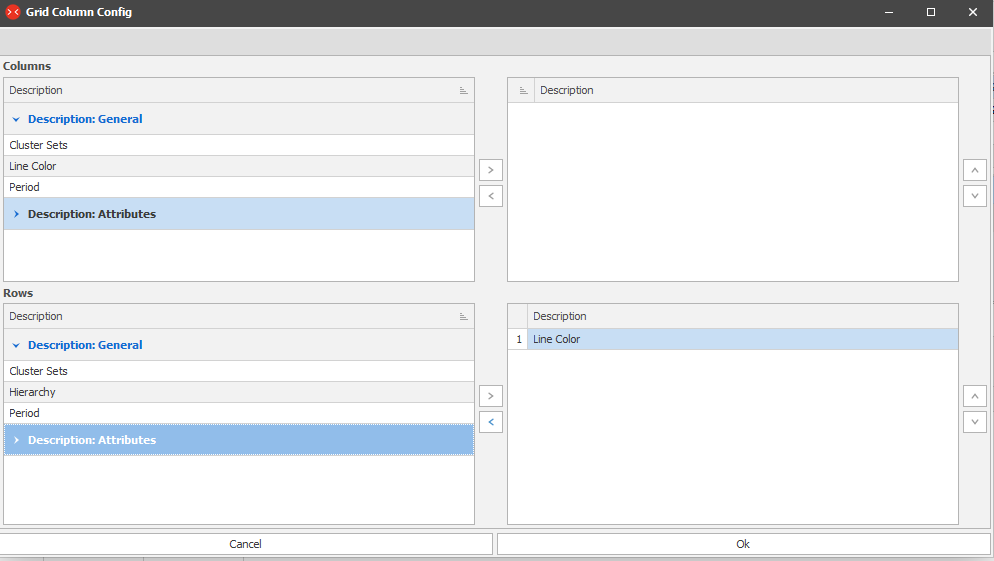 Grid Column Config
Columns
Description
Description: General
Cluster Sets
Line Color
Period
Description: Attributes
Description
Rows
Description
Description: General
Cluster Sets
Hierarchy
Period
Description: Attributes
Description
1 Line Color
Cancel
Ok